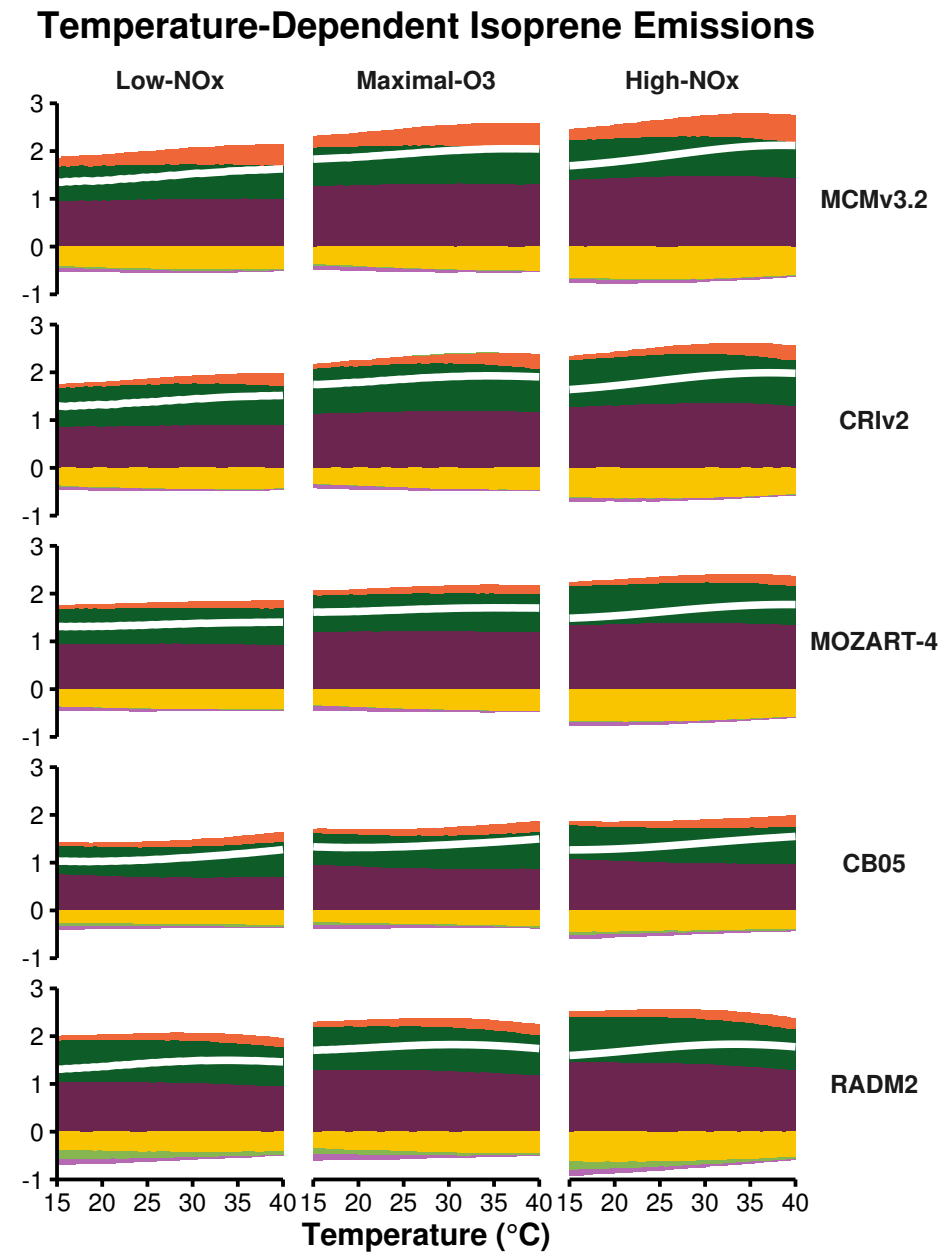 Temperature-Dependent Isoprene Emissions
Low-NOx Maximal-O3 High-NOx
3
2
1
0
-1
MCMv3.2
3
2
1
0
-1
CRIv2
3
2
1
0
-1
MOZART-4
3
2
1
0
-1
CB05
3
2
1
0
-1
RADM2
15 20 25 30 35 40 15 20 25 30 35 40 15 20 25 30 35 40
Temperature (°C)